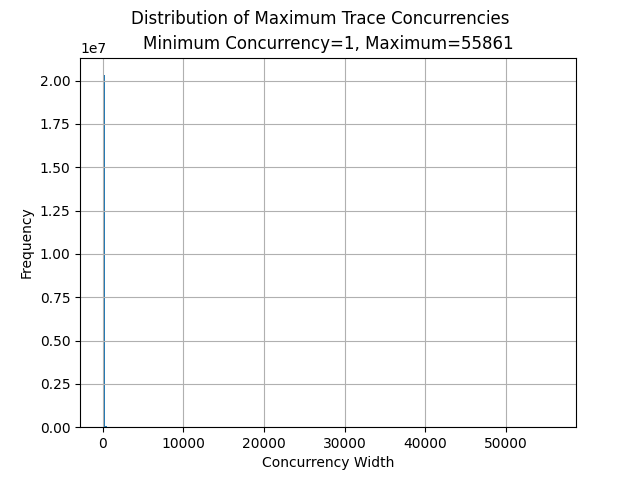 Distribution of Maximum Trace Concurrencies
Minimum Concurrency=1, Maximum=55861
1e7
2.00
1.75
1.50
1.25
1.00
0.75
0.50
0.25
0.00
Frequency
0 10000 20000 30000 40000 50000
Concurrency Width